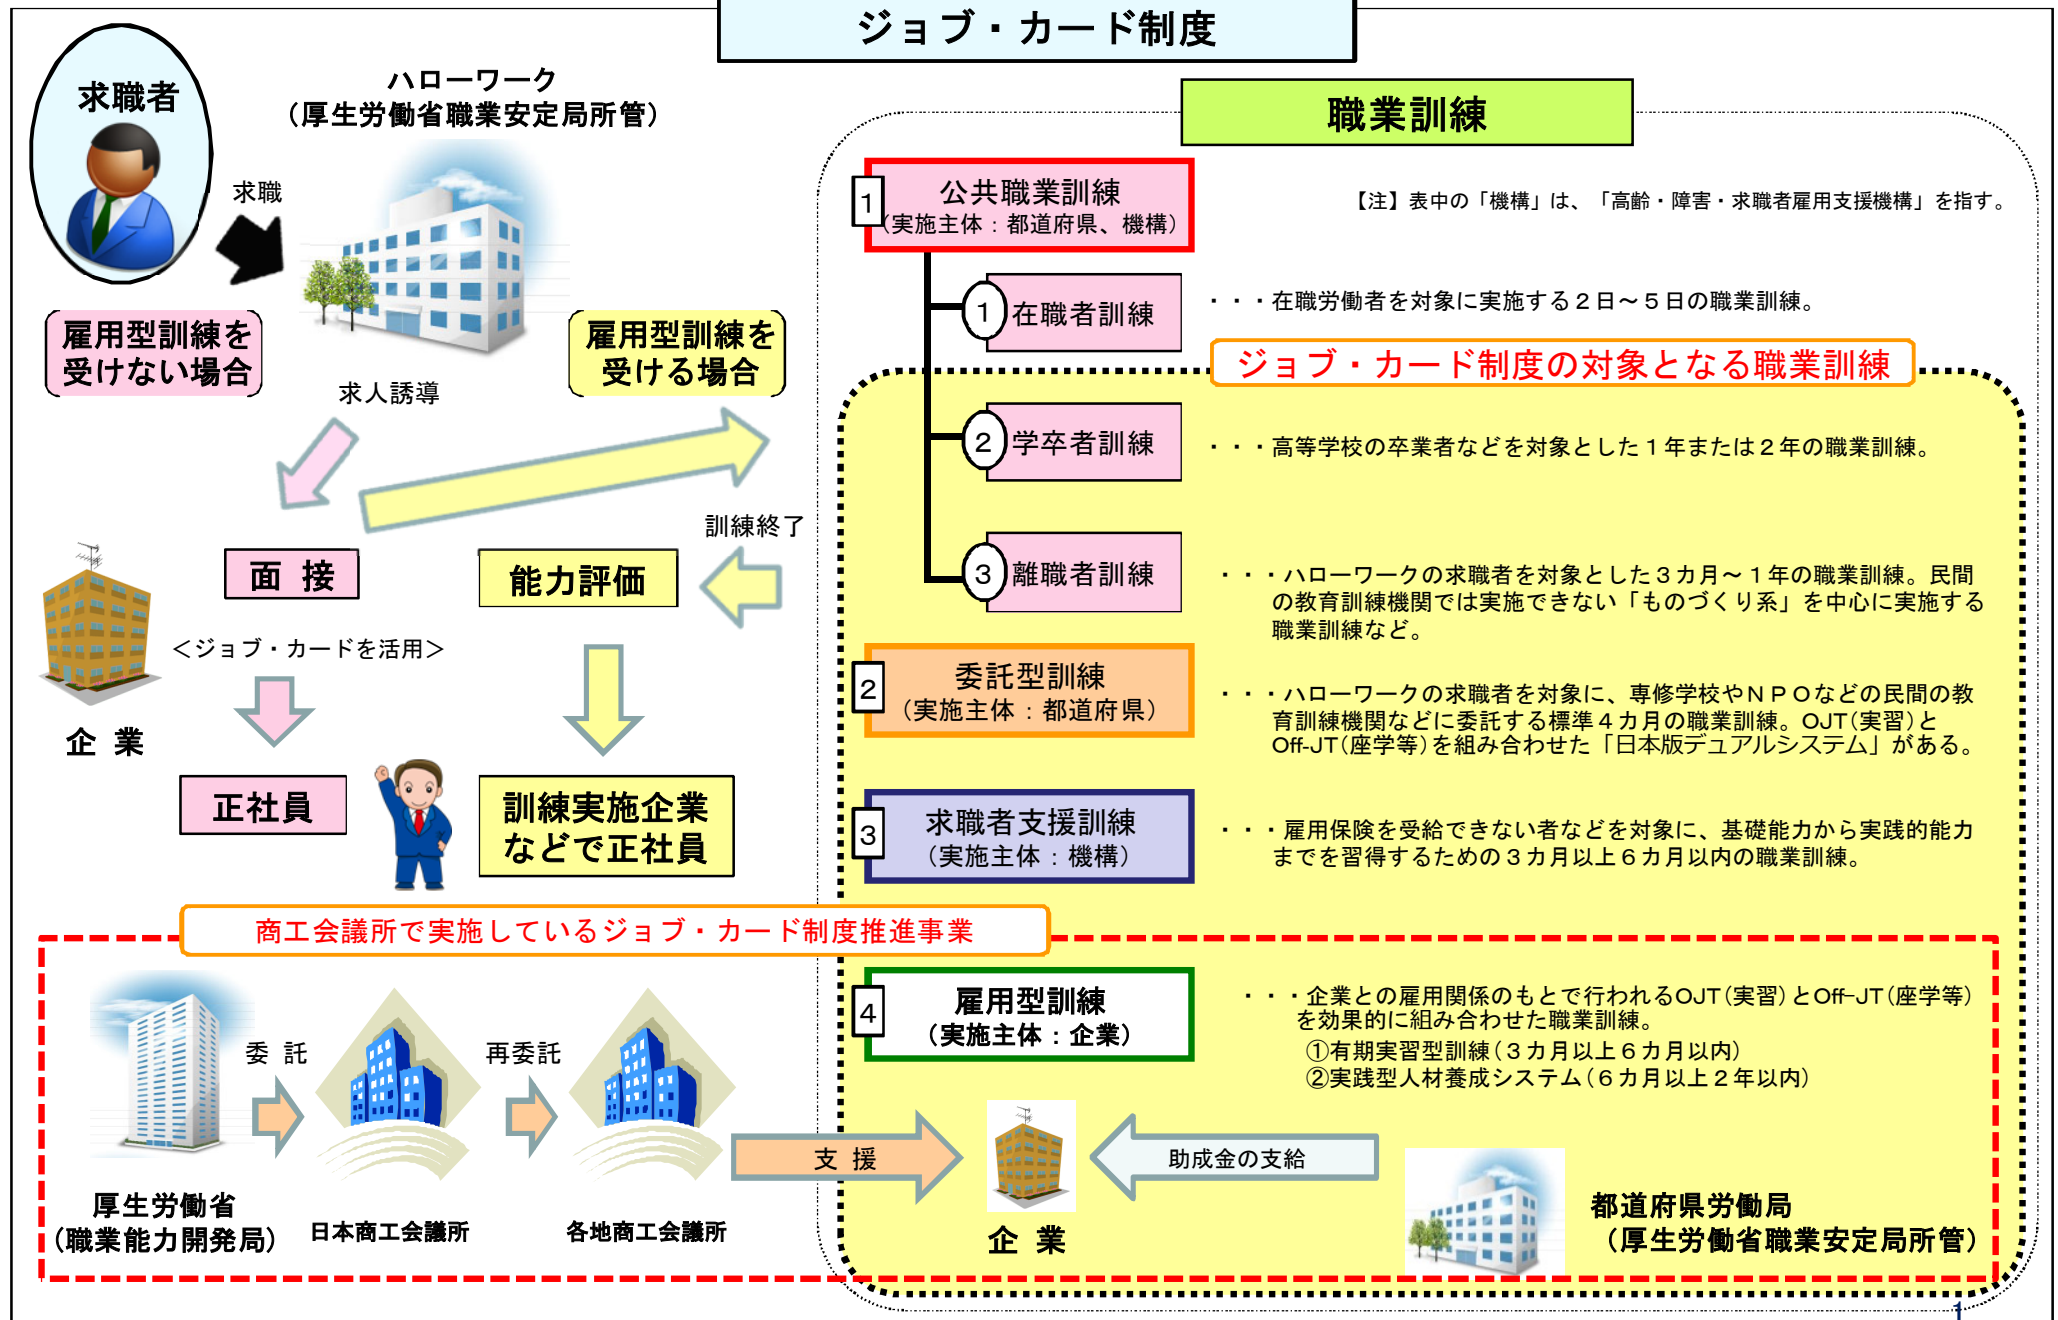 ジョブ・カード制度
求職者
ハローワーク
（厚生労働省職業安定局所管）
求職
雇用型訓練を
受けない場合
雇用型訓練を
受ける場合
求人誘導
訓練終了
面 接
能力評価
＜ジョブ・カードを活用＞
企 業
正社員
訓練実施企業
などで正社員
職業訓練
【注】表中の「機構」は、「高齢・障害・求職者雇用支援機構」を指す。
1
公共職業訓練
（実施主体：都道府県、機構）
1
在職者訓練
・・・在職労働者を対象に実施する２日～５日の職業訓練。
ジョブ・カード制度の対象となる職業訓練
2
学卒者訓練
・・・高等学校の卒業者などを対象とした１年または２年の職業訓練。
3
離職者訓練
・・・ハローワークの求職者を対象とした３カ月～１年の職業訓練。民間
の教育訓練機関では実施できない「ものづくり系」を中心に実施する
職業訓練など。
2
委託型訓練
（実施主体：都道府県）
・・・ハローワークの求職者を対象に、専修学校やＮＰＯなどの民間の教
育訓練機関などに委託する標準４カ月の職業訓練。OJT(実習)と
Off-JT(座学等)を組み合わせた「日本版デュアルシステム」がある。
3
求職者支援訓練
（実施主体：機構）
・・・雇用保険を受給できない者などを対象に、基礎能力から実践的能力
までを習得するための３カ月以上６カ月以内の職業訓練。
商工会議所で実施しているジョブ・カード制度推進事業
4
雇用型訓練
（実施主体：企業）
・・・企業との雇用関係のもとで行われるOJT(実習)とOff-JT(座学等)
を効果的に組み合わせた職業訓練。
①有期実習型訓練(３カ月以上６カ月以内)
②実践型人材養成システム(６カ月以上２年以内)
委 託
再委託
支 援
助成金の支給
厚生労働省
（職業能力開発局）
日本商工会議所
各地商工会議所
企 業
都道府県労働局
（厚生労働省職業安定局所管）
1